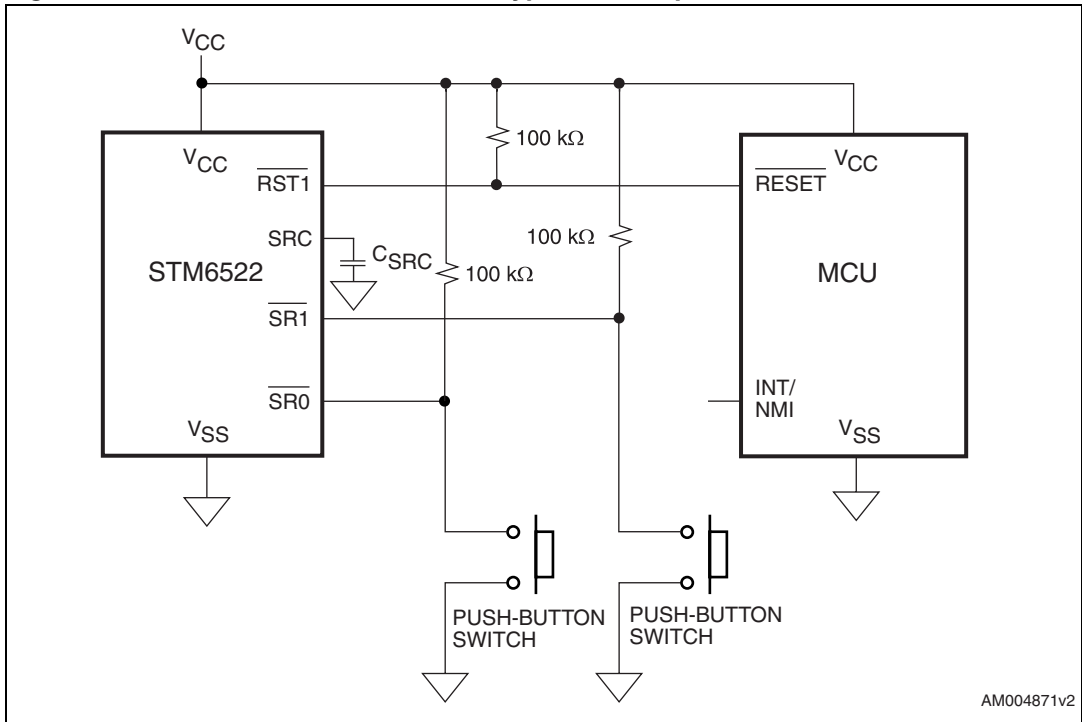 VCC
VCC
RST1
SRC
STM6522
SR1
SR0
VSS
CSRC
100 kΩ
100 kΩ
100 kΩ
VCC
RESET
MCU
INT/
NMI
VSS
PUSH-BUTTON
SWITCH
PUSH-BUTTON
SWITCH
AM004871v2